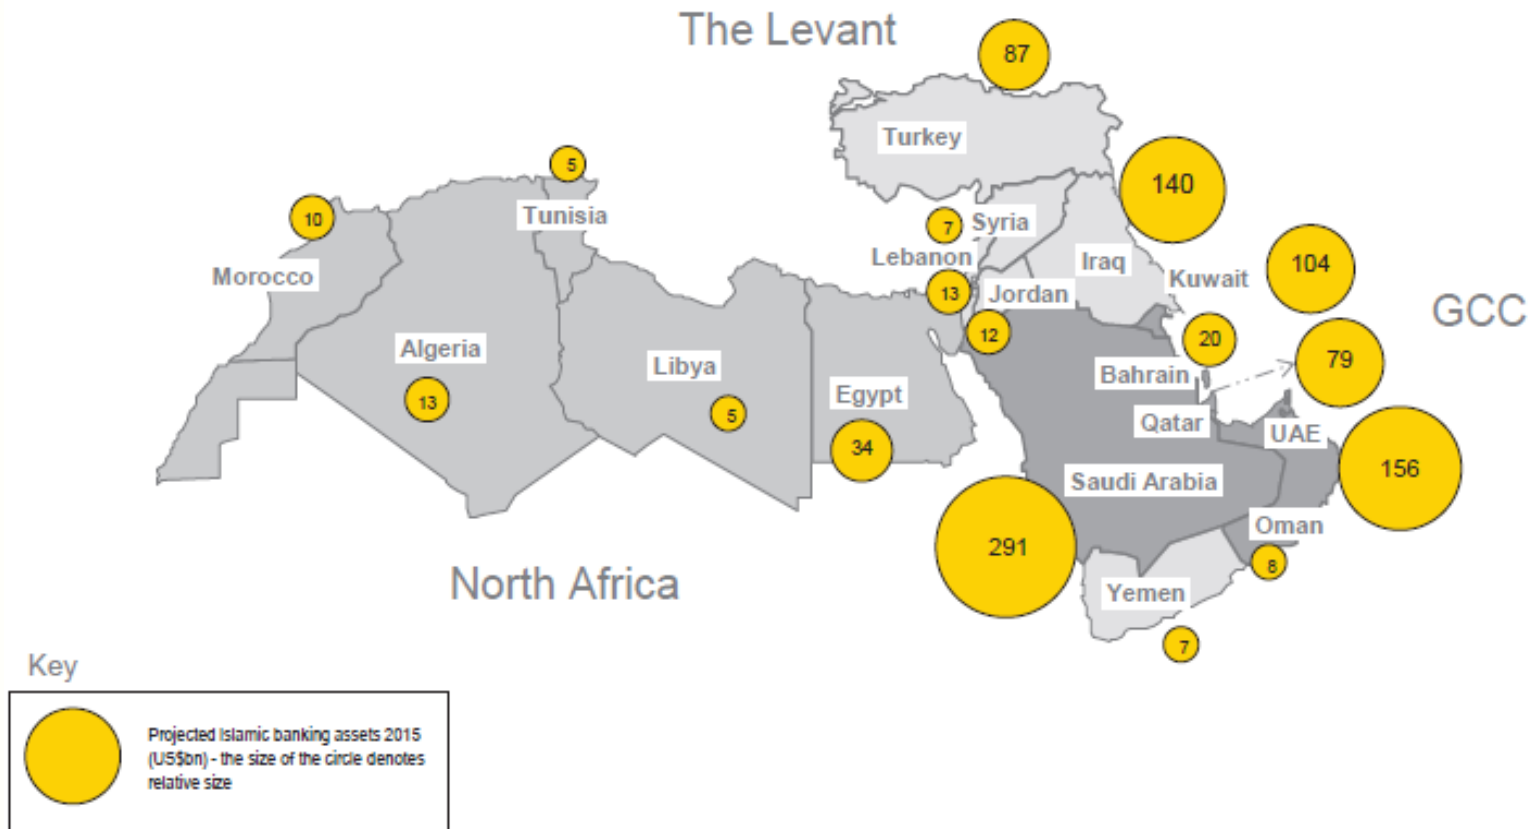 The Levant
87
Turkey
140
5
10
Tunisia
7
Syria
104
Lebanon
Iraq
Kuwait
Morocco
13
Jordan
GCC
12
20
Algeria
Libya
79
Bahrain
Egypt
13
5
Qatar
UAE
34
156
Saudi Arabia
Oman
291
8
North Africa
Yemen
7
Key
Projected Islamic banking assets 2015
(US$bn) - the size of the circle denotes
relative size